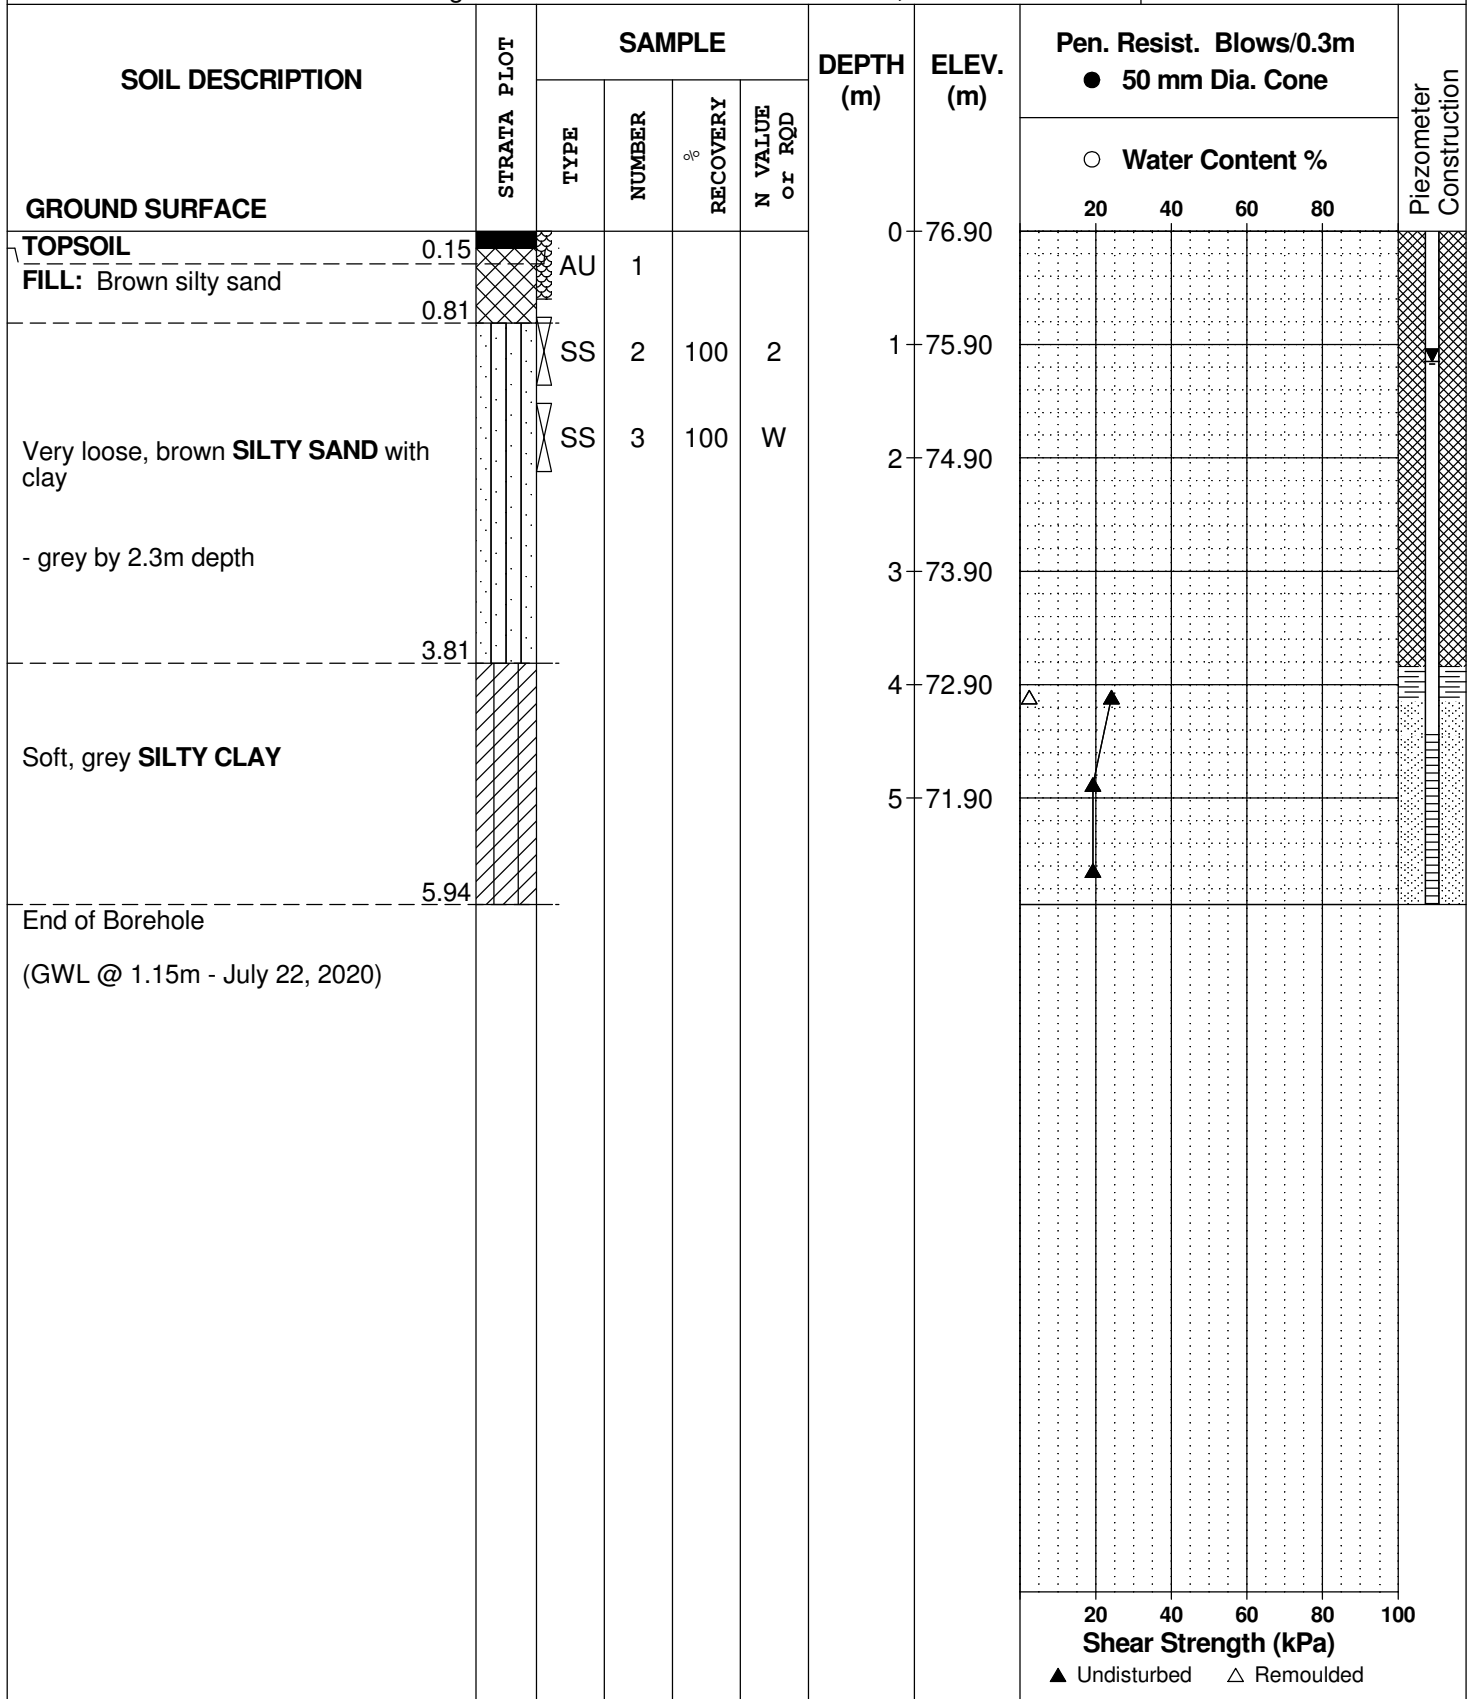 SOIL DESCRIPTION
GROUND SURFACE
STRATA PLOT
SAMPLE
TYPE
NUMBER
% RECOVERY
N VALUE or RQD
DEPTH (m)
ELEV. (m)
Pen. Resist. Blows/0.3m
● 50 mm Dia. Cone
○ Water Content %
20 40 60 80
Piezometer Construction
0 76.90
TOPSOIL 0.15
FILL: Brown silty sand
AU 1
0.81
SS 2 100 2
1 75.90
SS 3 100 W
Very loose, brown SILTY SAND with
clay
2 74.90
- grey by 2.3m depth
3 73.90
3.81
4 72.90
Soft, grey SILTY CLAY
5 71.90
5.94
End of Borehole
(GWL @ 1.15m - July 22, 2020)
20 40 60 80 100
Shear Strength (kPa)
▲ Undisturbed △ Remoulded